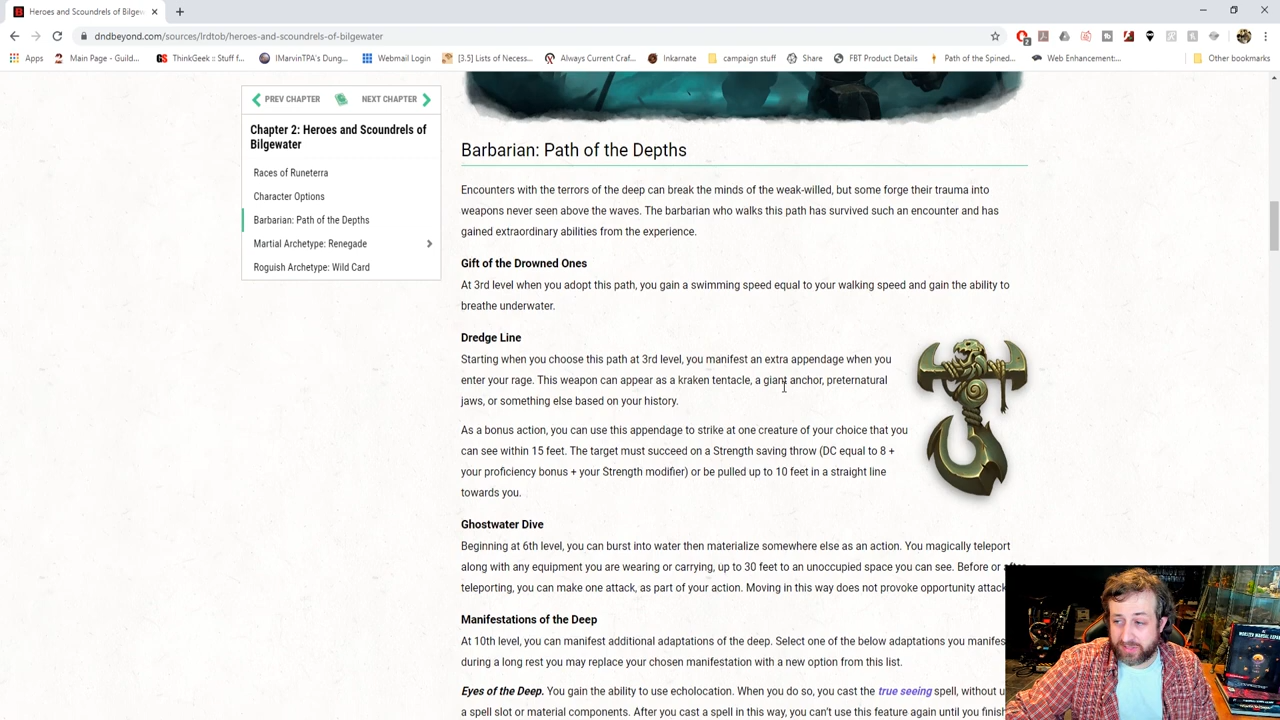 Heroes and Scoundrels of Bilgew
dndbeyond.com/sources/lrdtob/heroes-and-scoundrels-of-bilgewater
Apps
Main Page - Guild...
ThinkGeek :: Stuff f...
IMarvinTPA's Dung...
Webmail Login
[3.5] Lists of Necess...
Always Current Craf...
Inkarnate
campaign stuff
Share
FBT Product Details
Path of the Spined...
Web Enhancement:...
Other bookmarks
PREV CHAPTER
NEXT CHAPTER
Chapter 2: Heroes and Scoundrels of
Bilgewater
Races of Runeterra
Character Options
Barbarian: Path of the Depths
Martial Archetype: Renegade
Roguish Archetype: Wild Card
Barbarian: Path of the Depths
Encounters with the terrors of the deep can break the minds of the weak-willed, but some forge their trauma into
weapons never seen above the waves. The barbarian who walks this path has survived such an encounter and has
gained extraordinary abilities from the experience.
Gift of the Drowned Ones
At 3rd level when you adopt this path, you gain a swimming speed equal to your walking speed and gain the ability to
breathe underwater.
Dredge Line
Starting when you choose this path at 3rd level, you manifest an extra appendage when you
enter your rage. This weapon can appear as a kraken tentacle, a giant anchor, preternatural
jaws, or something else based on your history.
As a bonus action, you can use this appendage to strike at one creature of your choice that you
can see within 15 feet. The target must succeed on a Strength saving throw (DC equal to 8 +
your proficiency bonus + your Strength modifier) or be pulled up to 10 feet in a straight line
towards you.
Ghostwater Dive
Beginning at 6th level, you can burst into water then materialize somewhere else as an action. You magically teleport
along with any equipment you are wearing or carrying, up to 30 feet to an unoccupied space you can see. Before or after
teleporting, you can make one attack, as part of your action. Moving in this way does not provoke opportunity attack
Manifestations of the Deep
At 10th level, you can manifest additional adaptations of the deep. Select one of the below adaptations you manifes
during a long rest you may replace your chosen manifestation with a new option from this list.
Eyes of the Deep. You gain the ability to use echolocation. When you do so, you cast the true seeing spell, without u
a spell slot or material components. After you cast a spell in this way, you can't use this feature again until you finish